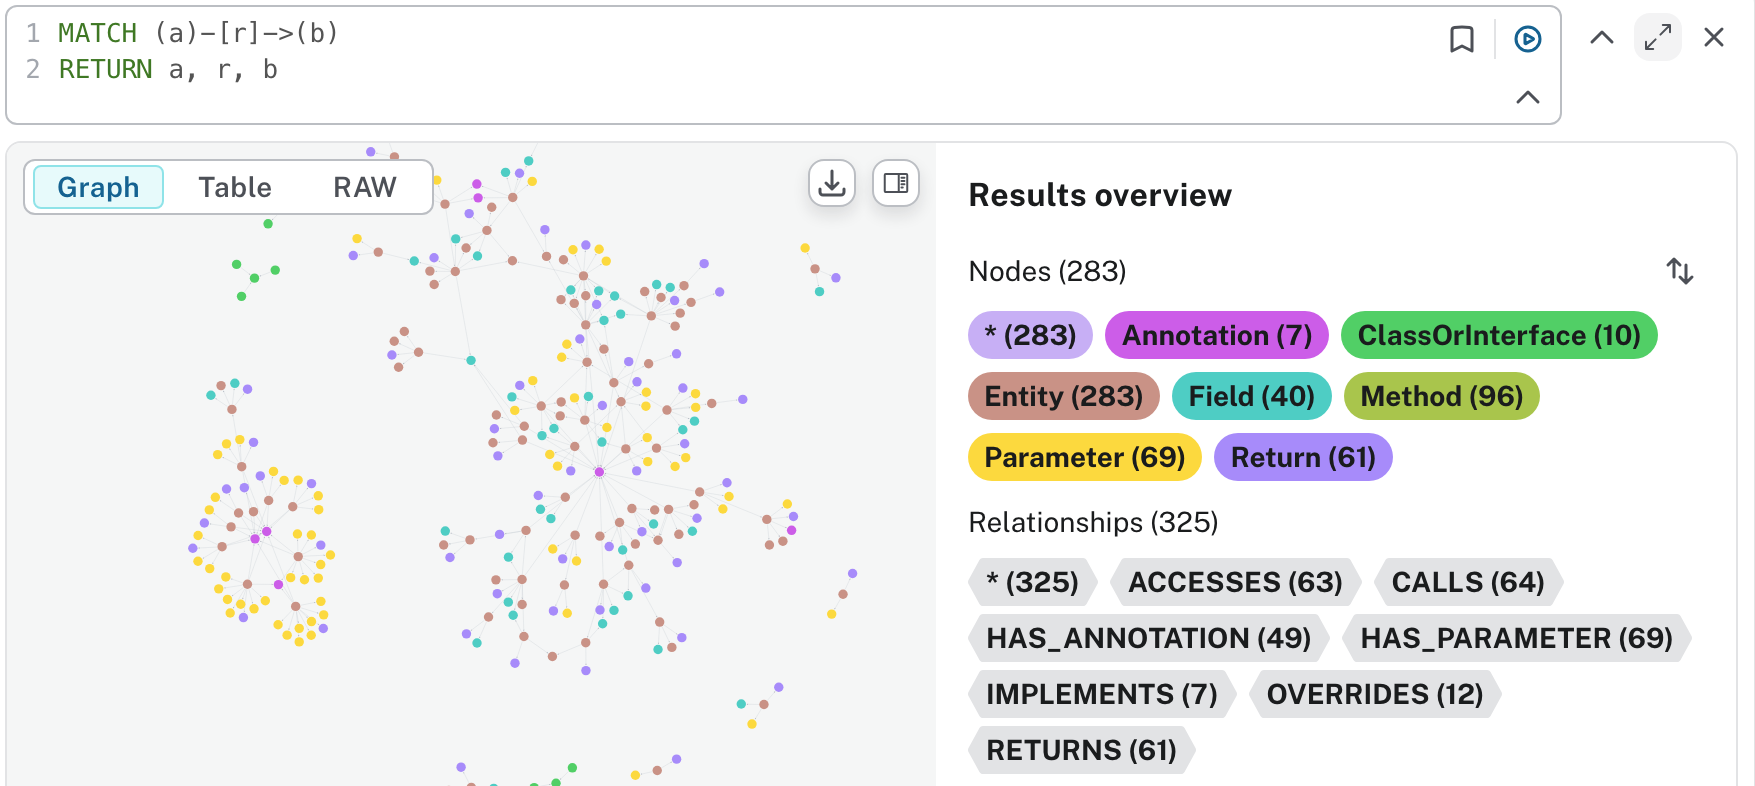 1 MATCH (a)-[r]->(b)
2 RETURN a, r, b
Graph Table RAW
Results overview
Nodes (283)
* (283) Annotation (7) ClassOrInterface (10)
Entity (283) Field (40) Method (96)
Parameter (69) Return (61)
Relationships (325)
* (325) ACCESSES (63) CALLS (64)
HAS_ANNOTATION (49) HAS_PARAMETER (69)
IMPLEMENTS (7) OVERRIDES (12)
RETURNS (61)